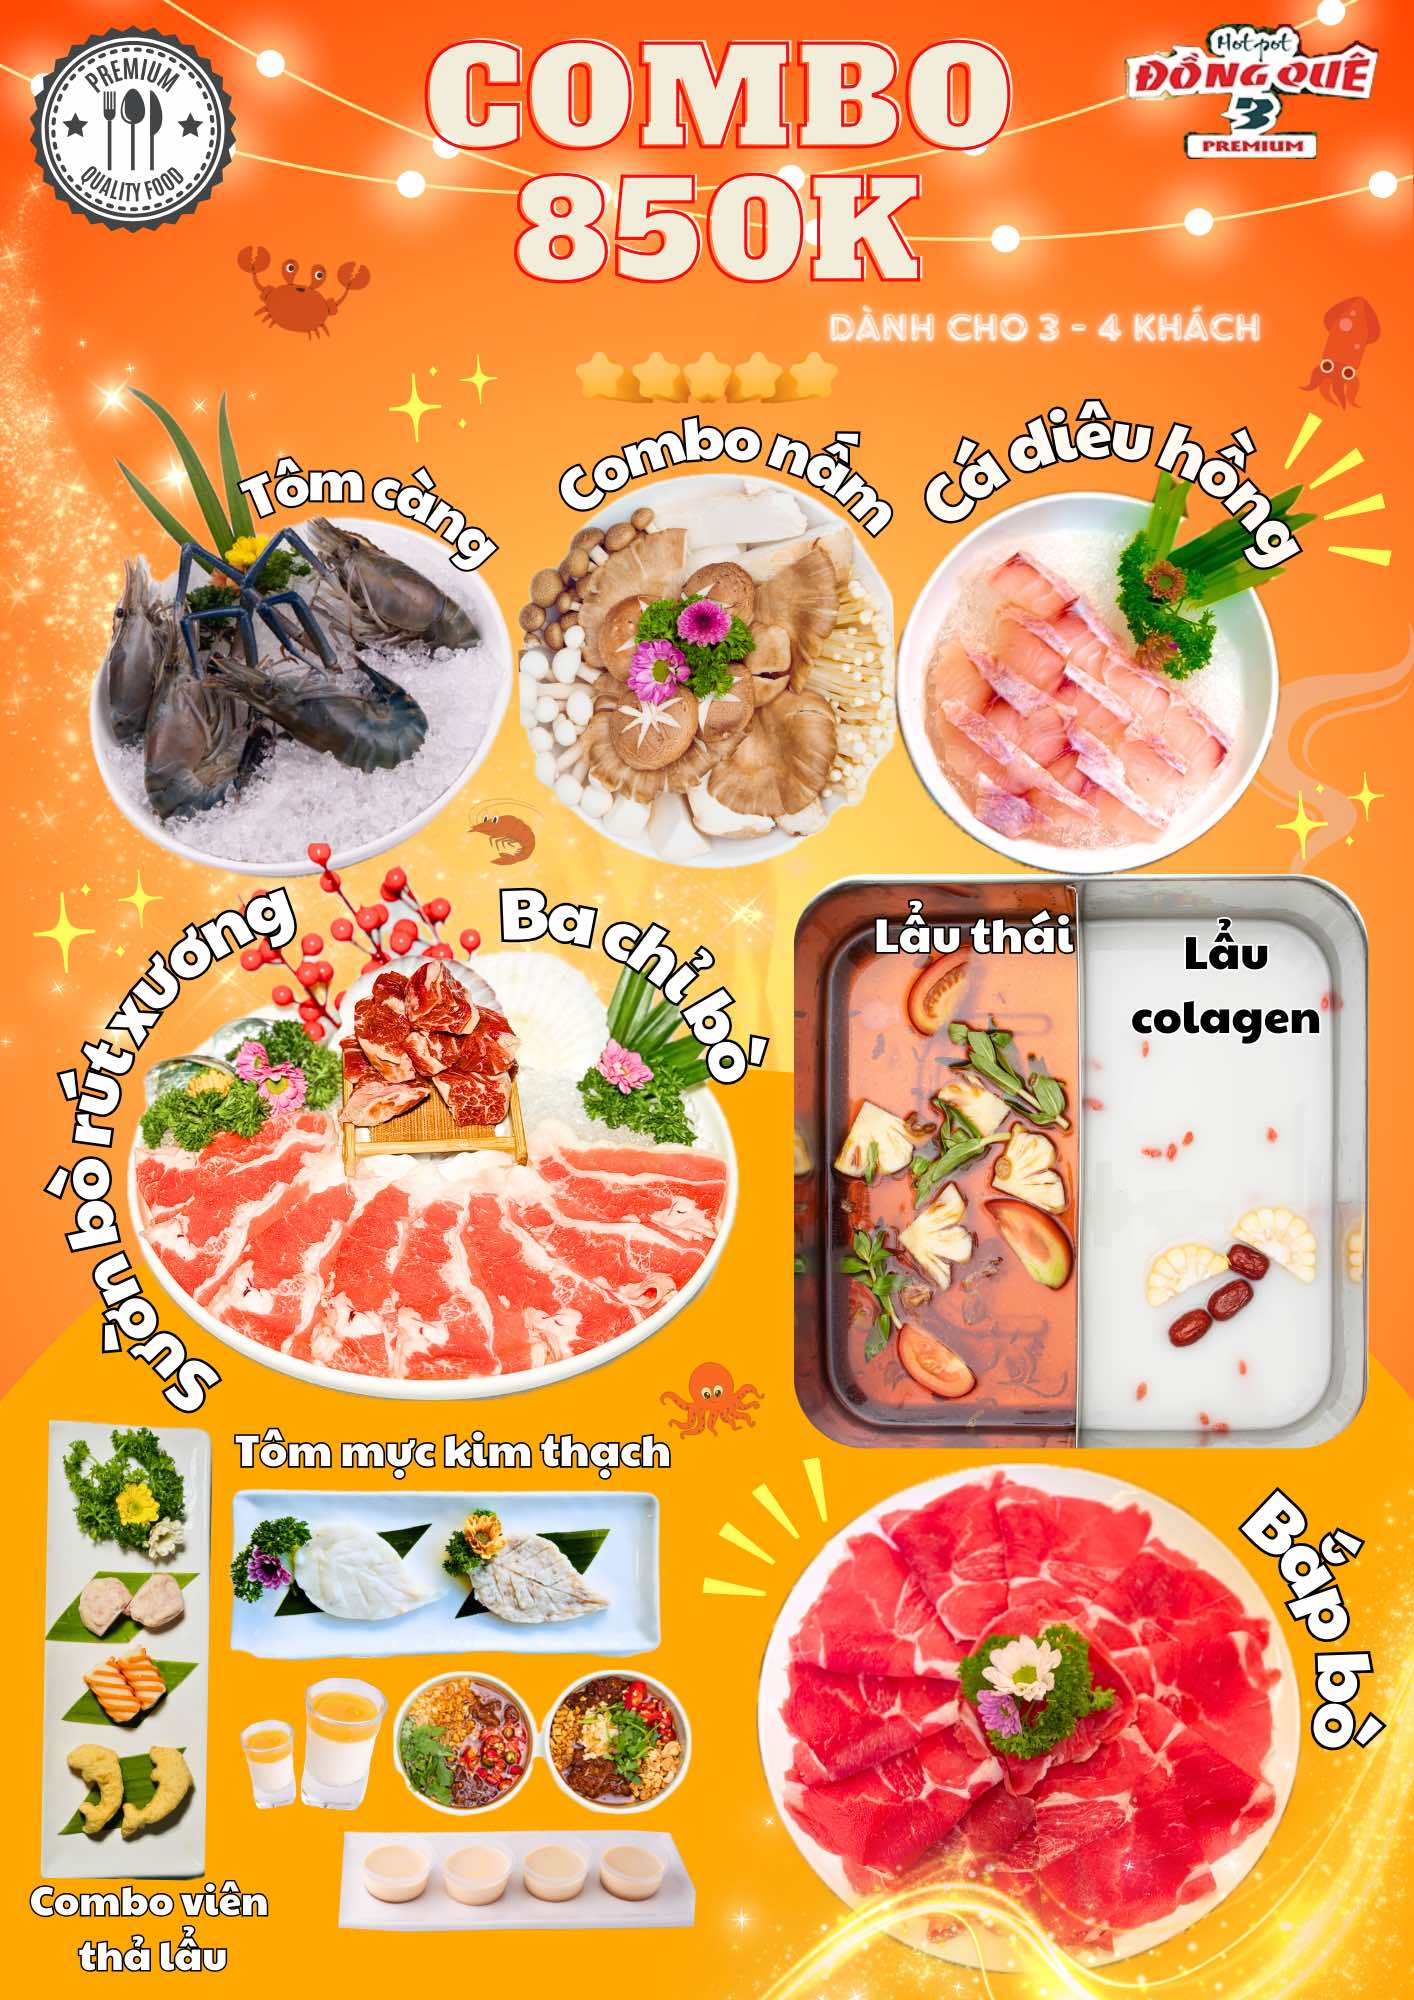 PREMIUM
QUALITY FOOD
COMBO
850K
Hot pot
ĐỒNG QUÊ
3
PREMIUM
DÀNH CHO 3 - 4 KHÁCH
Tôm càng
Combo nấm
Cá diêu hồng
Sườn bò rút xương
Ba chỉ bò
Lẩu thái
Lẩu
colagen
Tôm mực kim thạch
Bắp bò
Combo viên
thả lẩu